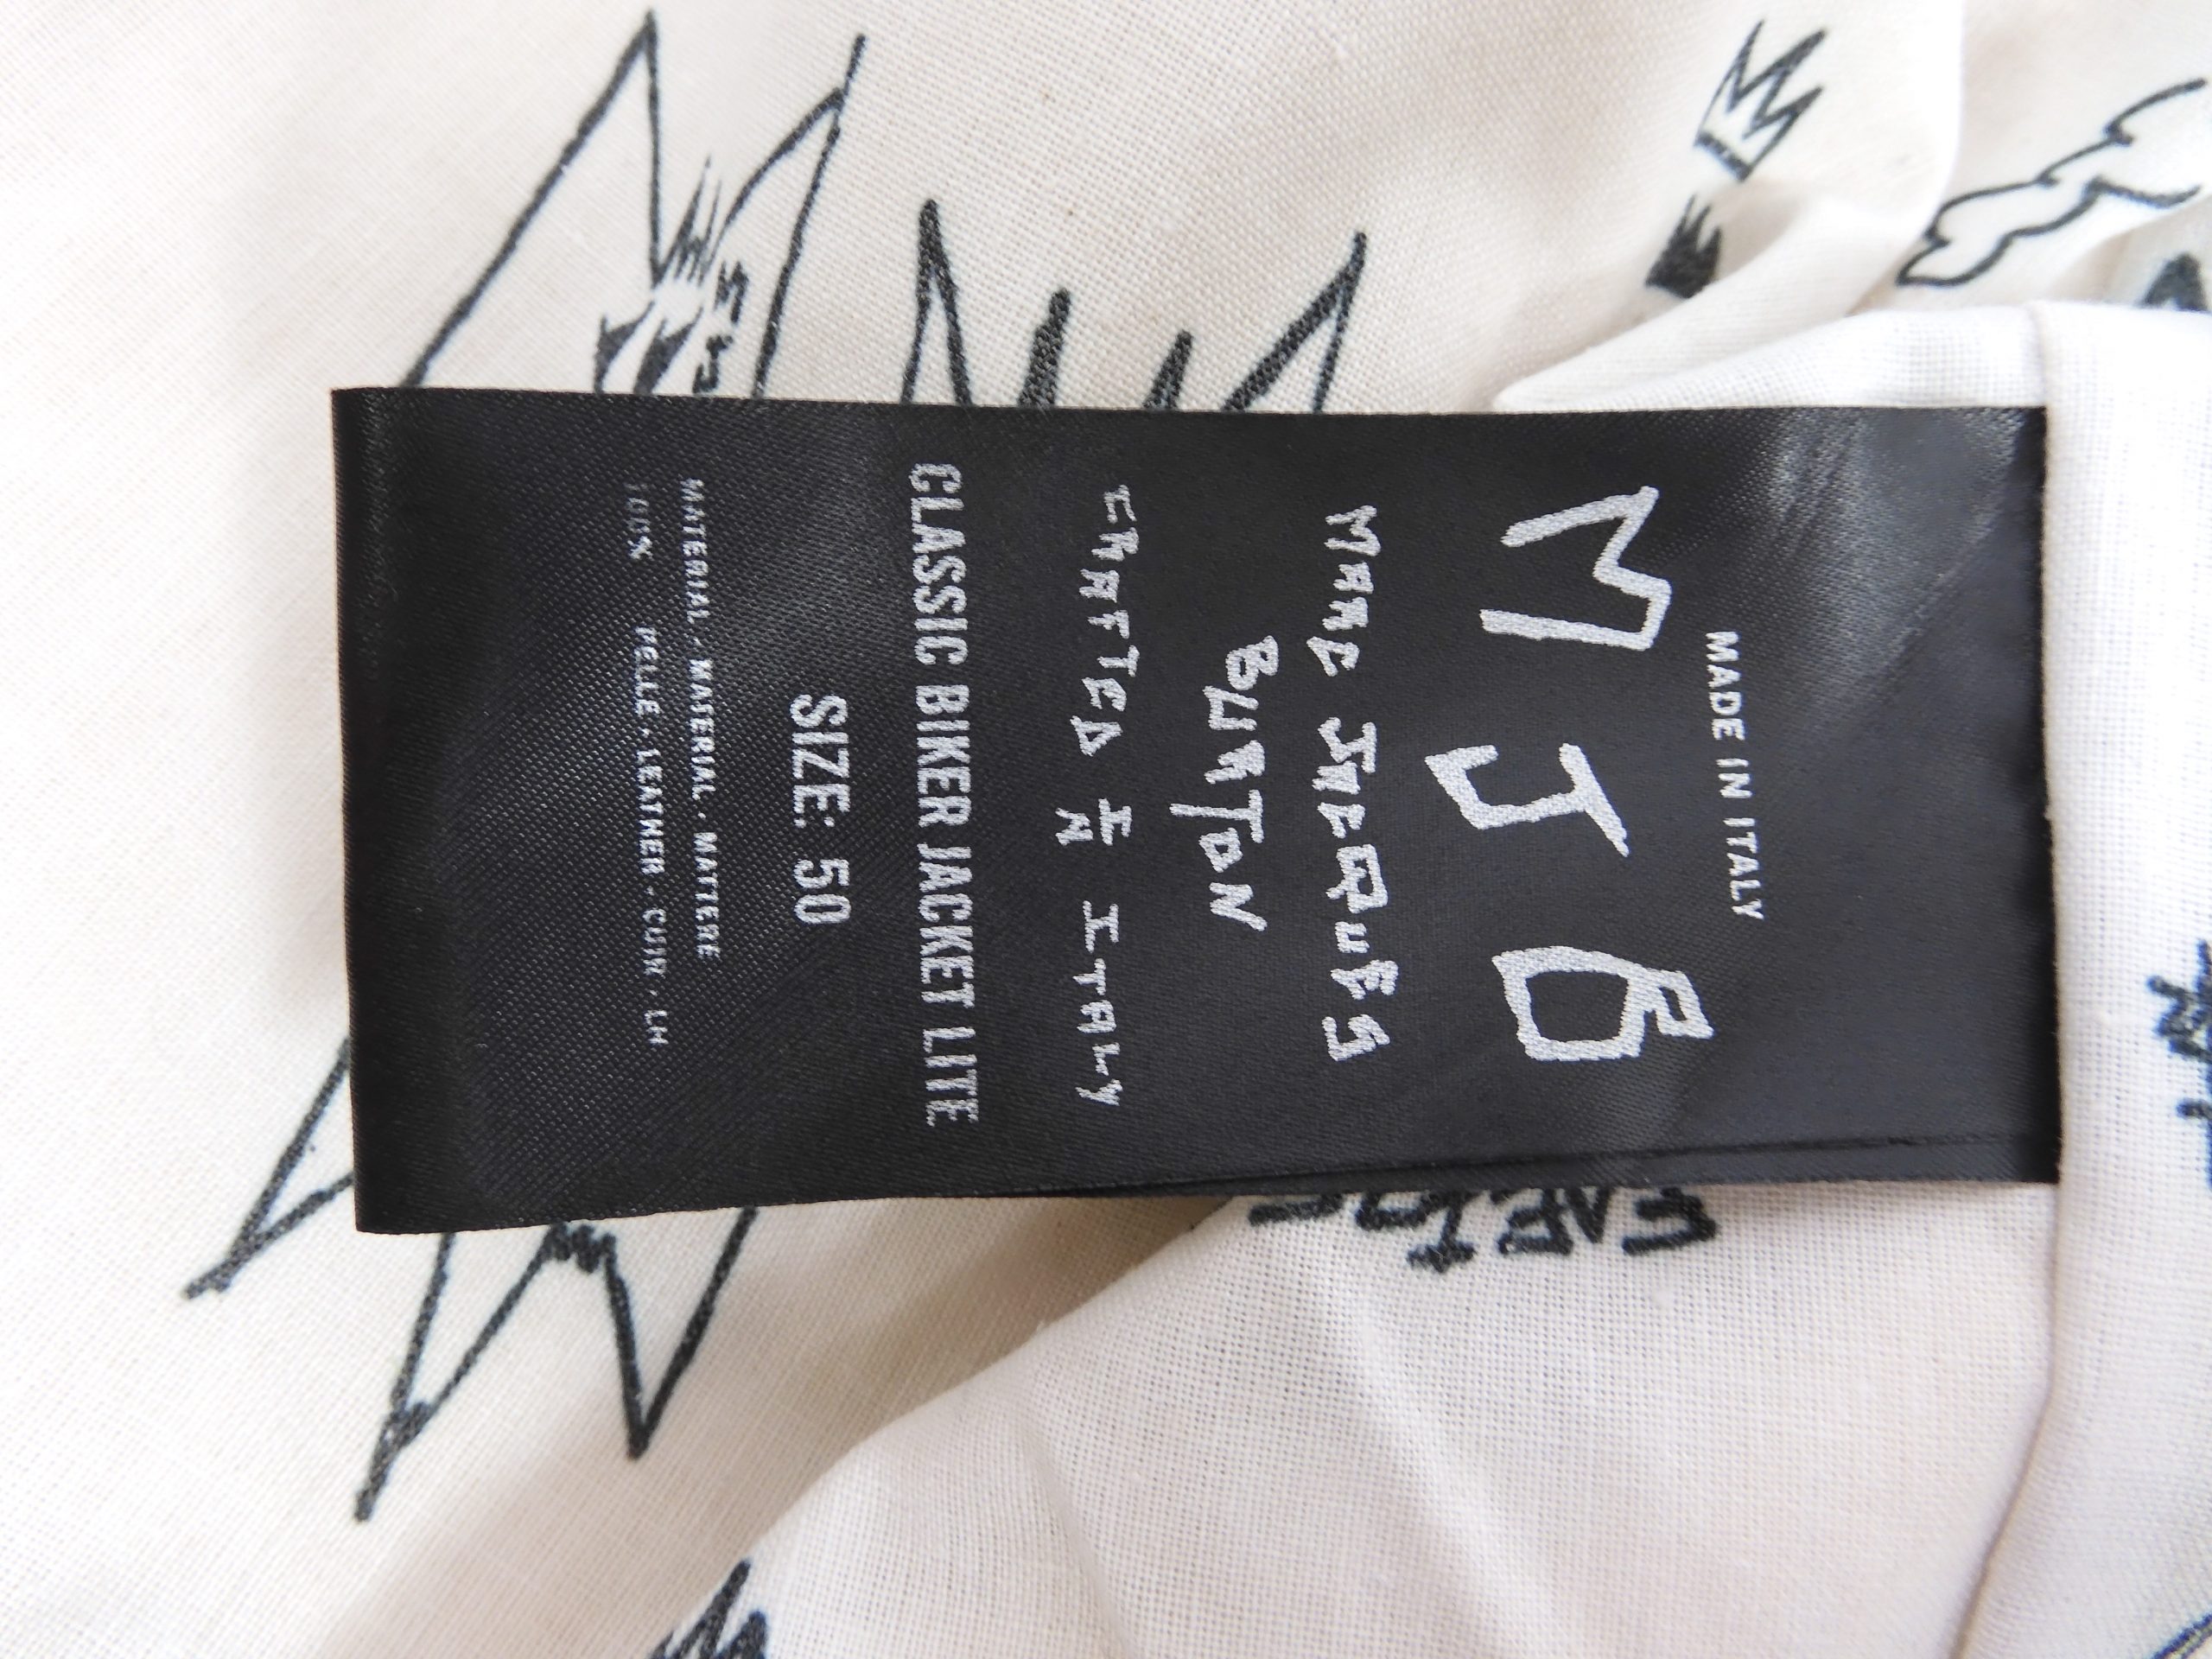 MADE IN ITALY
MJB
MARC JACQUES
BURTON
CRAFTED IN ITALY
CLASSIC BIKER JACKET LITE
SIZE: 50
MATERIAL · MATERIAL · MATIERE
100% PELLE · LEATHER · CUIR · LH